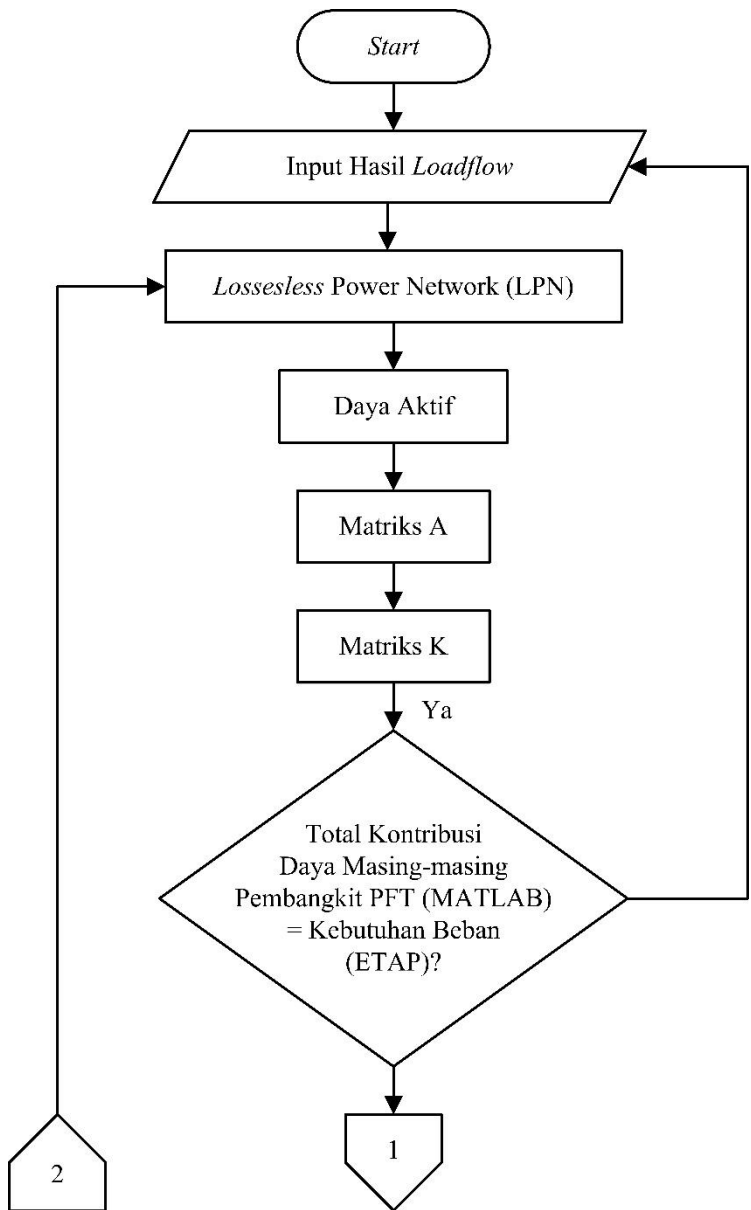 Start
Input Hasil Loadflow
Lossesless Power Network (LPN)
Daya Aktif
Matriks A
Matriks K
Ya
Total Kontribusi
Daya Masing-masing
Pembangkit PFT (MATLAB)
= Kebutuhan Beban
(ETAP)?
2
1